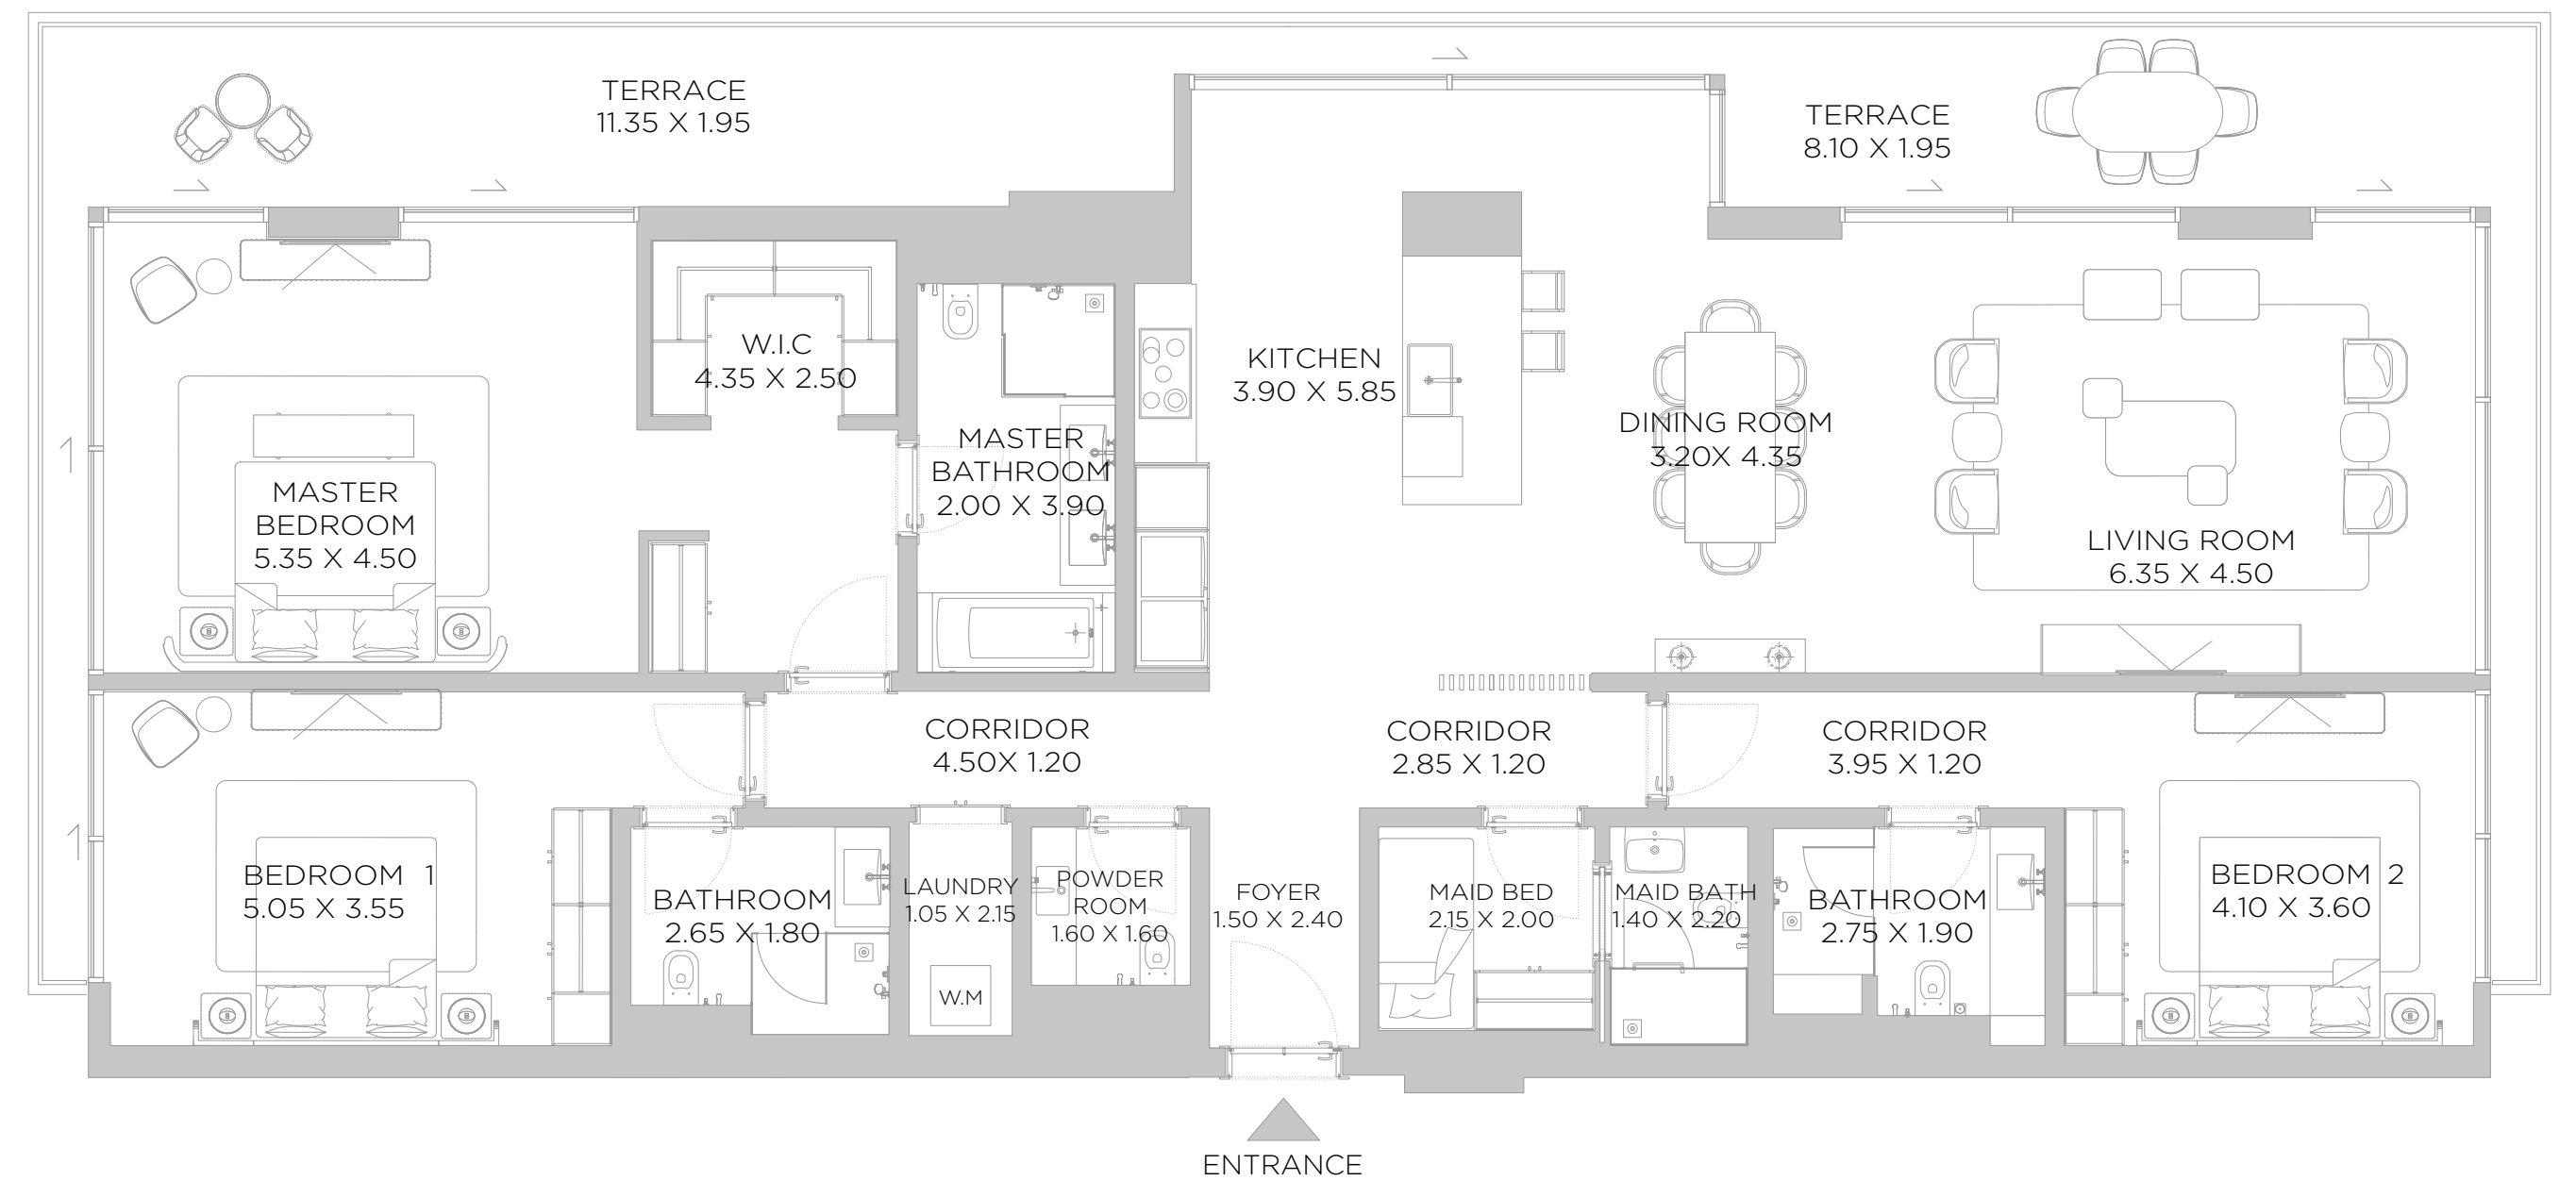 TERRACE
11.35 X 1.95
TERRACE
8.10 X 1.95
W.I.C
4.35 X 2.50
KITCHEN
3.90 X 5.85
MASTER
BATHROOM
2.00 X 3.90
DINING ROOM
3.20X 4.35
MASTER
BEDROOM
5.35 X 4.50
LIVING ROOM
6.35 X 4.50
CORRIDOR
4.50X 1.20
CORRIDOR
2.85 X 1.20
CORRIDOR
3.95 X 1.20
BEDROOM 1
5.05 X 3.55
BATHROOM
2.65 X 1.80
LAUNDRY
1.05 X 2.15
W.M
POWDER
ROOM
1.60 X 1.60
FOYER
1.50 X 2.40
MAID BED
2.15 X 2.00
MAID BATH
1.40 X 2.20
BATHROOM
2.75 X 1.90
BEDROOM 2
4.10 X 3.60
ENTRANCE